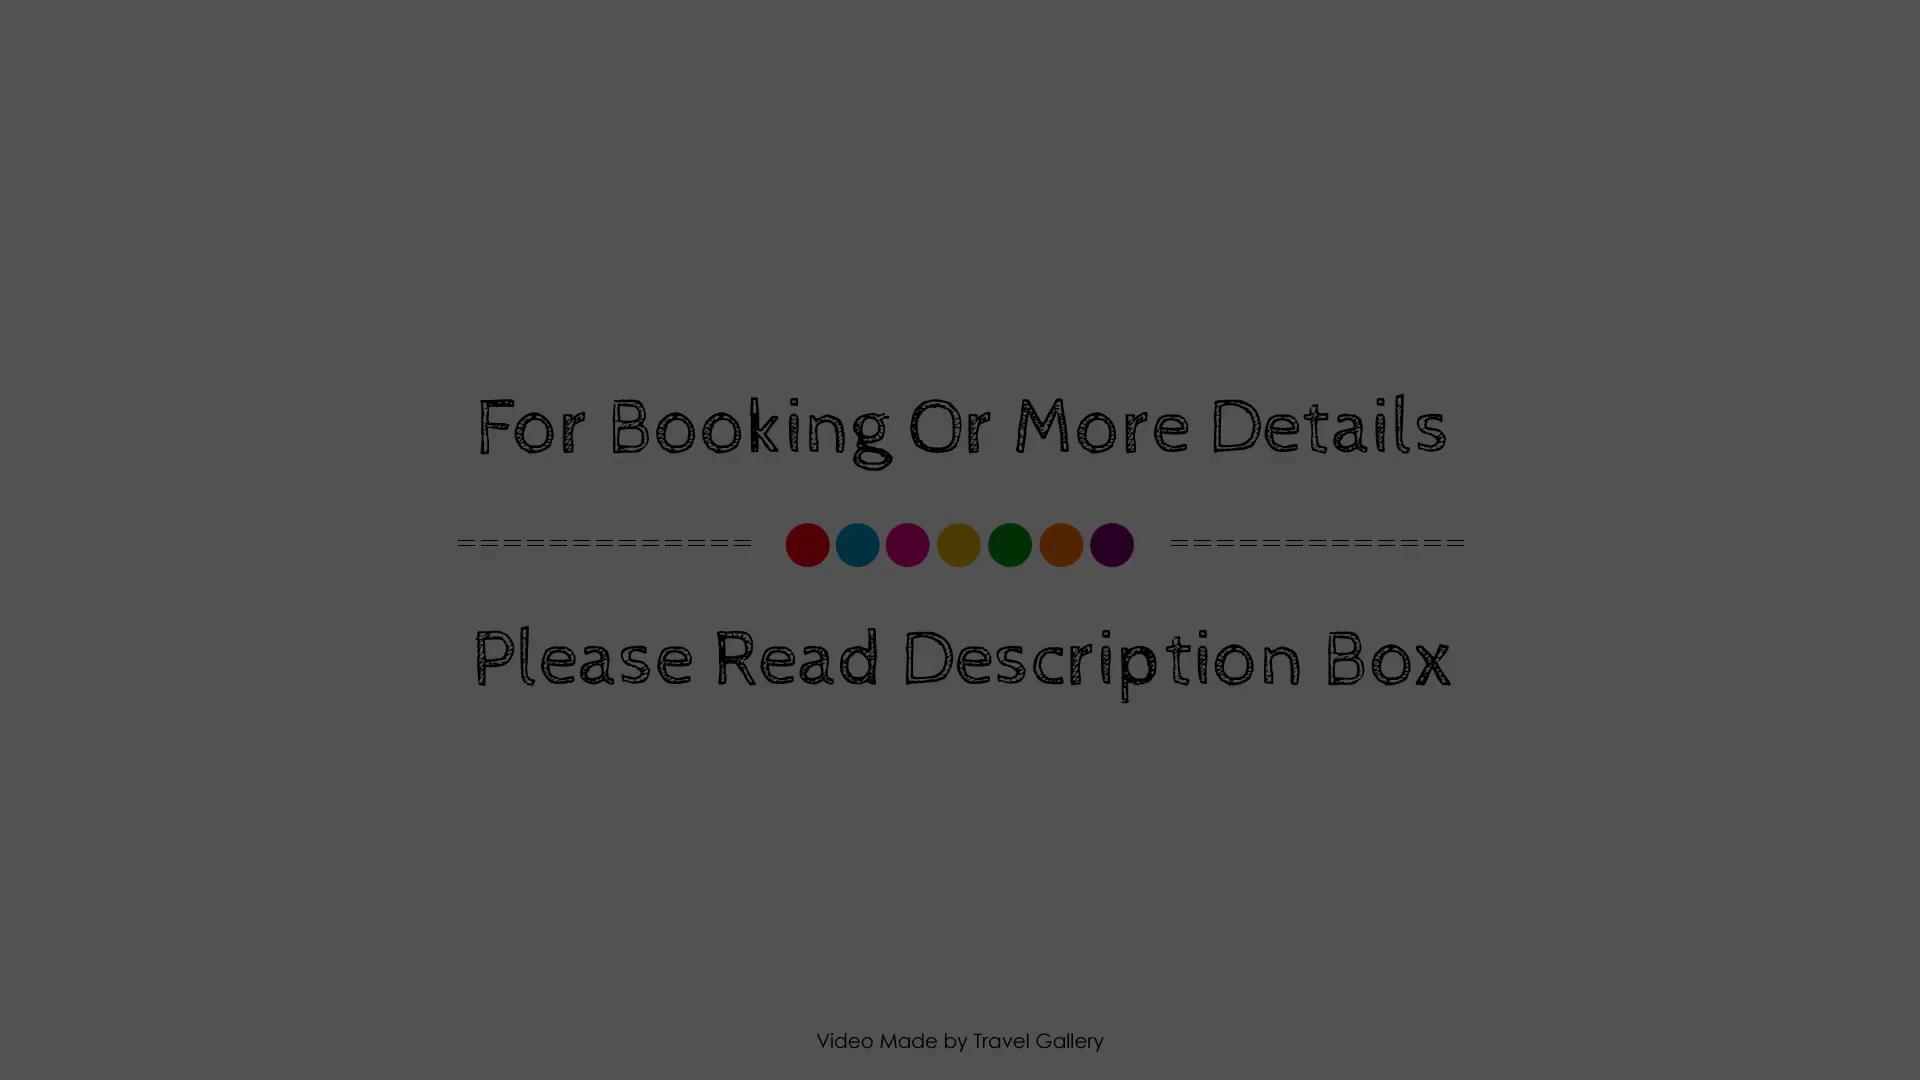 For Booking Or More Details
============= =============
Please Read Description Box
Video Made by Travel Gallery